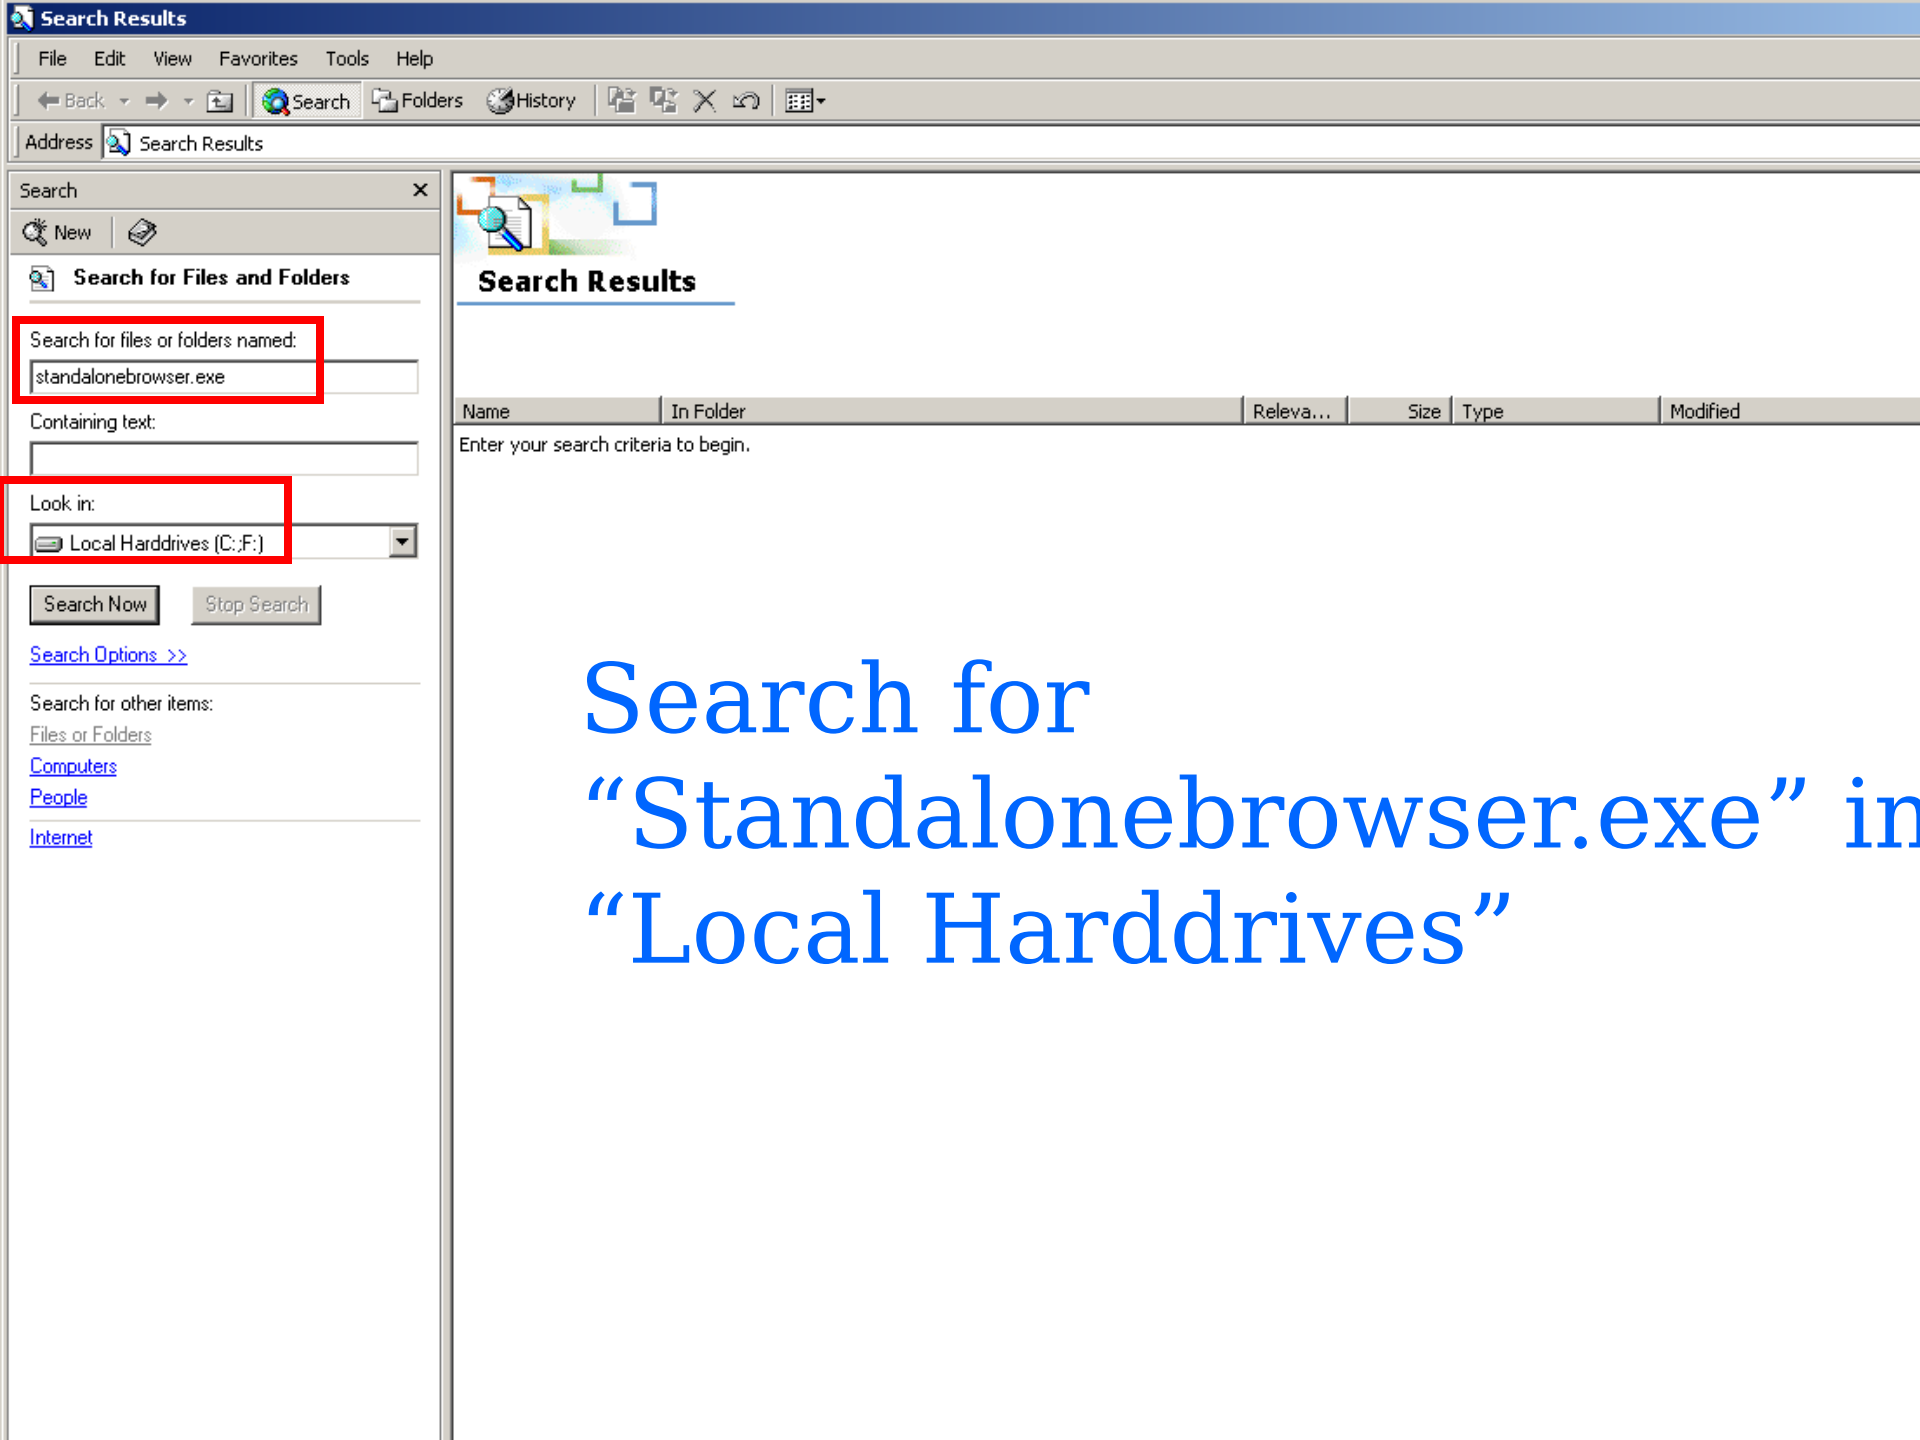 Search Results
File Edit View Favorites Tools Help
Back Search Folders History
Address Search Results
Search
New
Search for Files and Folders
Search for files or folders named:
standalonebrowser.exe
Containing text:
Look in:
Local Harddrives (C:;F:)
Search Now Stop Search
Search Options >>
Search for other items:
Files or Folders
Computers
People
Internet
Search Results
Name In Folder Releva... Size Type Modified
Enter your search criteria to begin.
Search for
“Standalonebrowser.exe” in
“Local Harddrives”